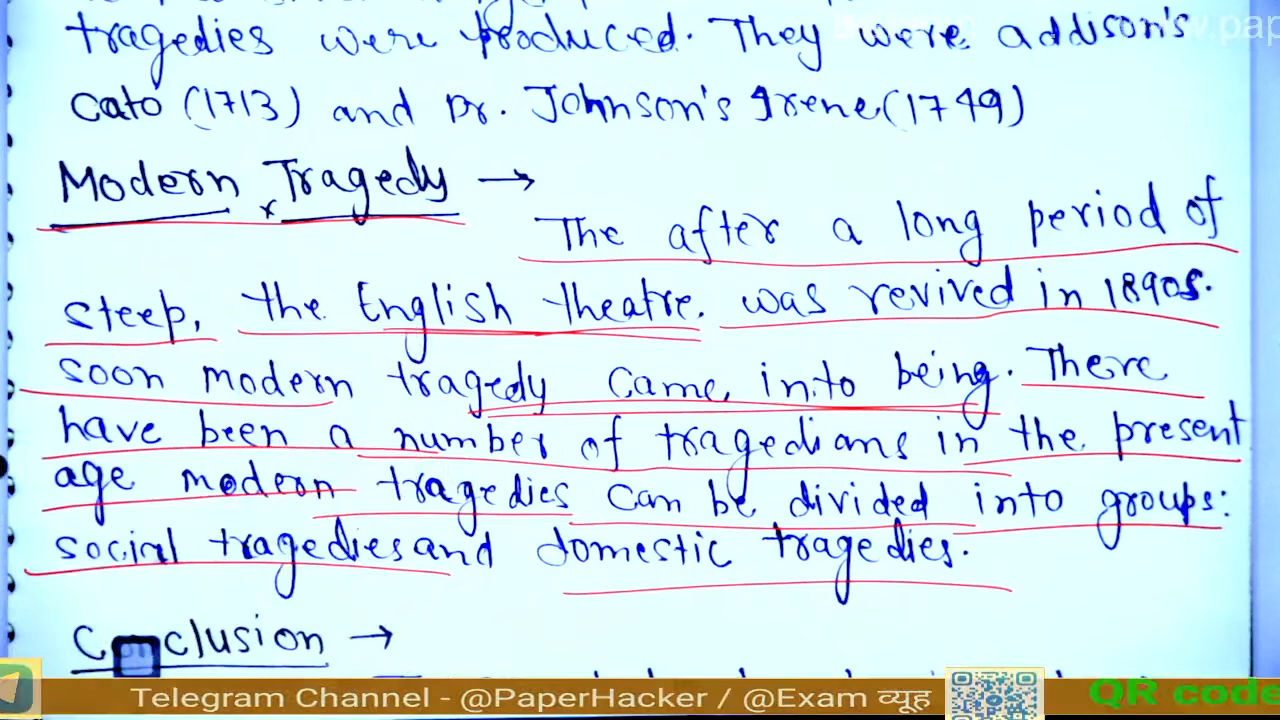 www.pap
tragedies were produced. They were addison's
Cato (1713) and Dr. Johnson's Irene (1749)
Modern Tragedy →
The after a long period of
steep, the English theatre. was revived in 1890s.
soon modern tragedy came into being. There
have been a number of tragedians in the present
age modern tragedies can be divided into groups:
social tragedies and domestic tragedies.
Conclusion →
Telegram Channel - @PaperHacker / @Exam व्यूह
QR code